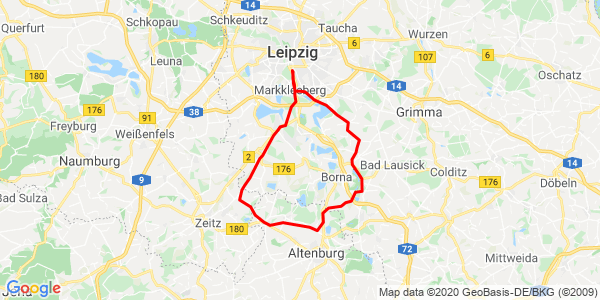 Querfurt
Schkopau
Schkeuditz
Taucha
Wurzen
87
6
6
Leuna
Leipzig
107
Oschatz
180
14
Markkleeberg
176
91
38
Grimma
Freyburg
Weißenfels
14
2
Bad Lausick
Colditz
Naumburg
176
9
Borna
176
Döbeln
Bad Sulza
Zeitz
180
72
Altenburg
Mittweida
Jena
Google
Map data ©2020 GeoBasis-DE/BKG (©2009)